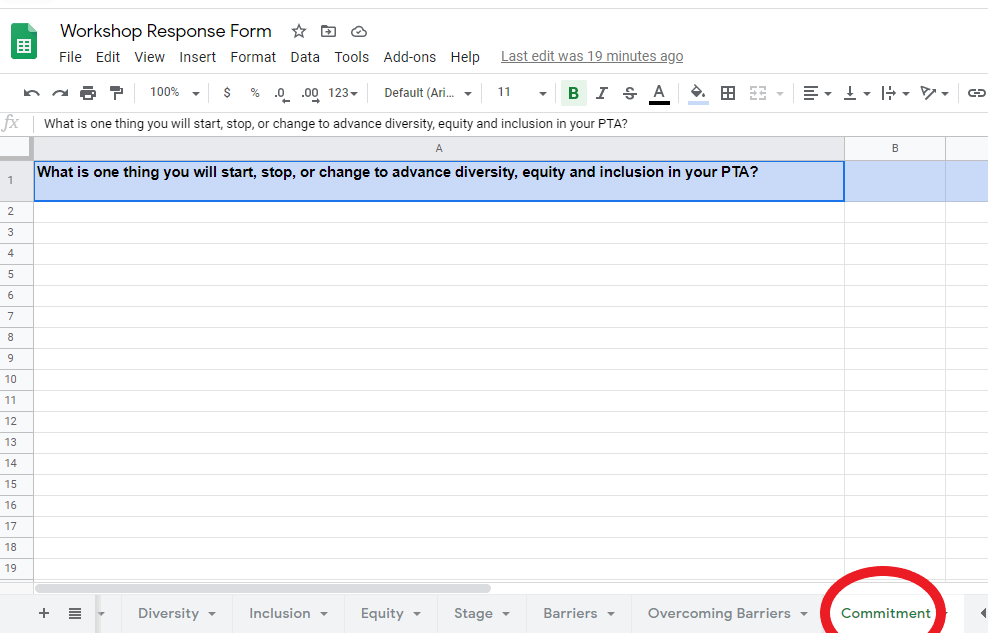 Workshop Response Form
File Edit View Insert Format Data Tools Add-ons Help Last edit was 19 minutes ago
100% $ % .0 .00 123 Default (Ari... 11 B I S A
fx What is one thing you will start, stop, or change to advance diversity, equity and inclusion in your PTA?
A B
1 What is one thing you will start, stop, or change to advance diversity, equity and inclusion in your PTA?
2
3
4
5
6
7
8
9
10
11
12
13
14
15
16
17
18
19
+ Diversity Inclusion Equity Stage Barriers Overcoming Barriers Commitment